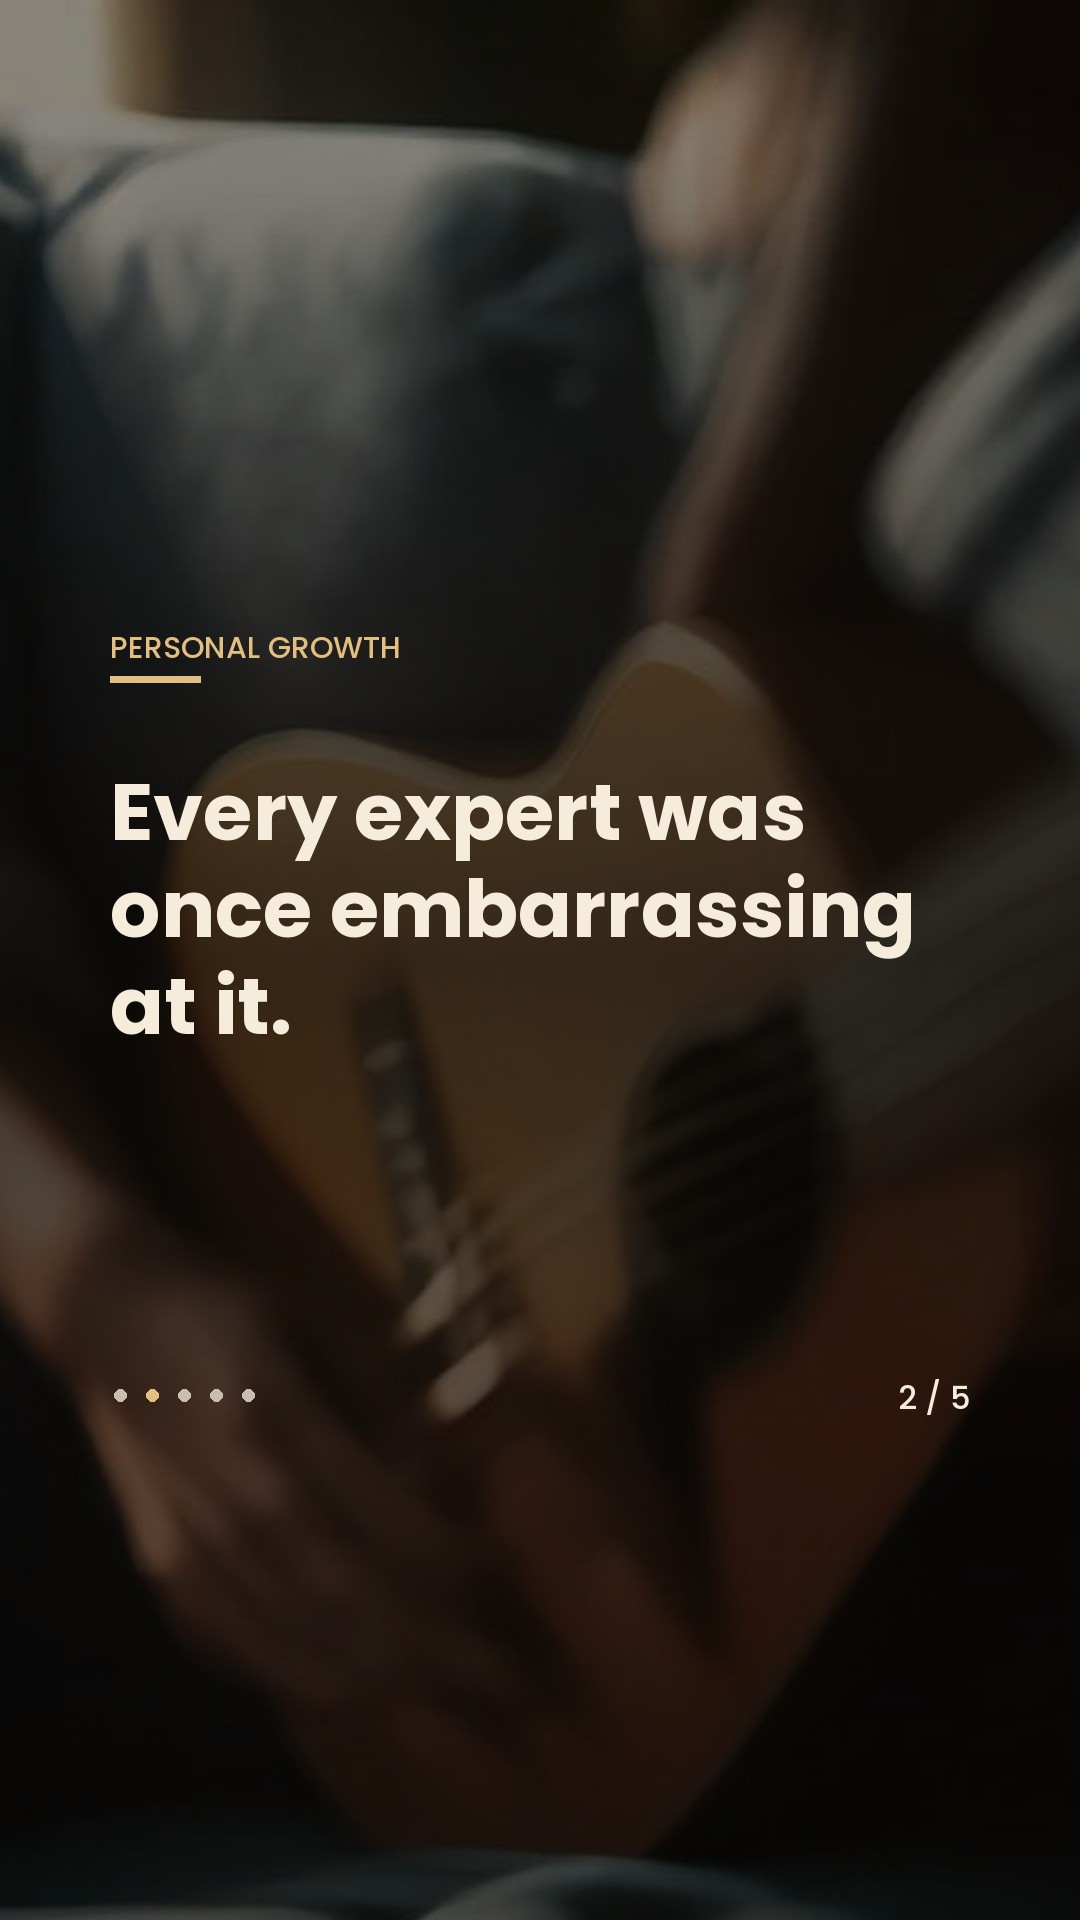 PERSONAL GROWTH
Every expert was
once embarrassing
at it.
2 / 5